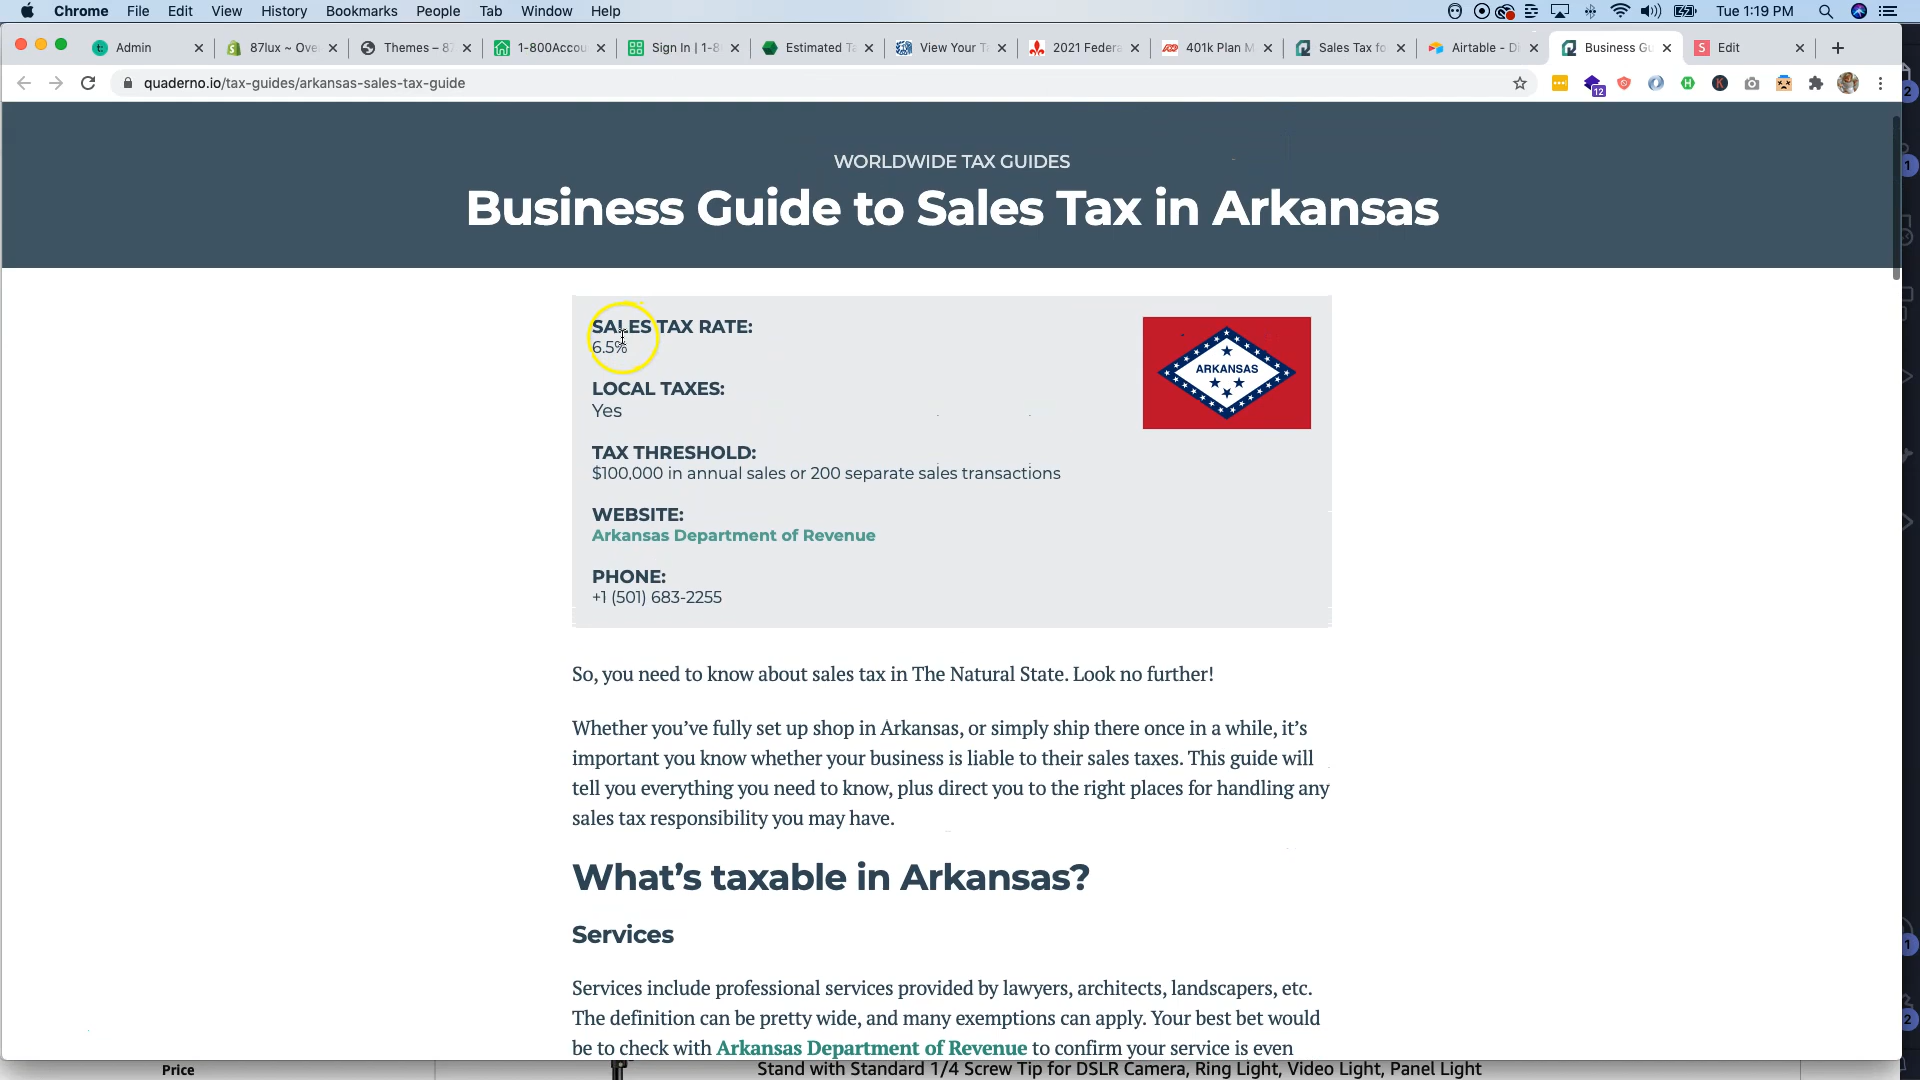 Chrome File Edit View History Bookmarks People Tab Window Help Tue 1:19 PM
Admin 87lux ~ Ove Themes – 87 1-800Accou Sign In | 1-8 Estimated Ta View Your T 2021 Federa 401k Plan M Sales Tax fo Airtable - Di Business Gu Edit
quaderno.io/tax-guides/arkansas-sales-tax-guide
12
2
1
WORLDWIDE TAX GUIDES
Business Guide to Sales Tax in Arkansas
SALES TAX RATE:
6.5%
ARKANSAS
LOCAL TAXES:
Yes
TAX THRESHOLD:
$100,000 in annual sales or 200 separate sales transactions
WEBSITE:
Arkansas Department of Revenue
PHONE:
+1 (501) 683-2255
So, you need to know about sales tax in The Natural State. Look no further!
Whether you’ve fully set up shop in Arkansas, or simply ship there once in a while, it’s
important you know whether your business is liable to their sales taxes. This guide will
tell you everything you need to know, plus direct you to the right places for handling any
sales tax responsibility you may have.
What’s taxable in Arkansas?
Services
1
Services include professional services provided by lawyers, architects, landscapers, etc.
The definition can be pretty wide, and many exemptions can apply. Your best bet would
2
be to check with Arkansas Department of Revenue to confirm your service is even
Price Stand with Standard 1/4 Screw Tip for DSLR Camera, Ring Light, Video Light, Panel Light